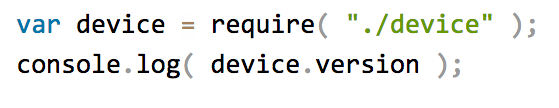 var device = require( "./device" );
console.log( device.version );